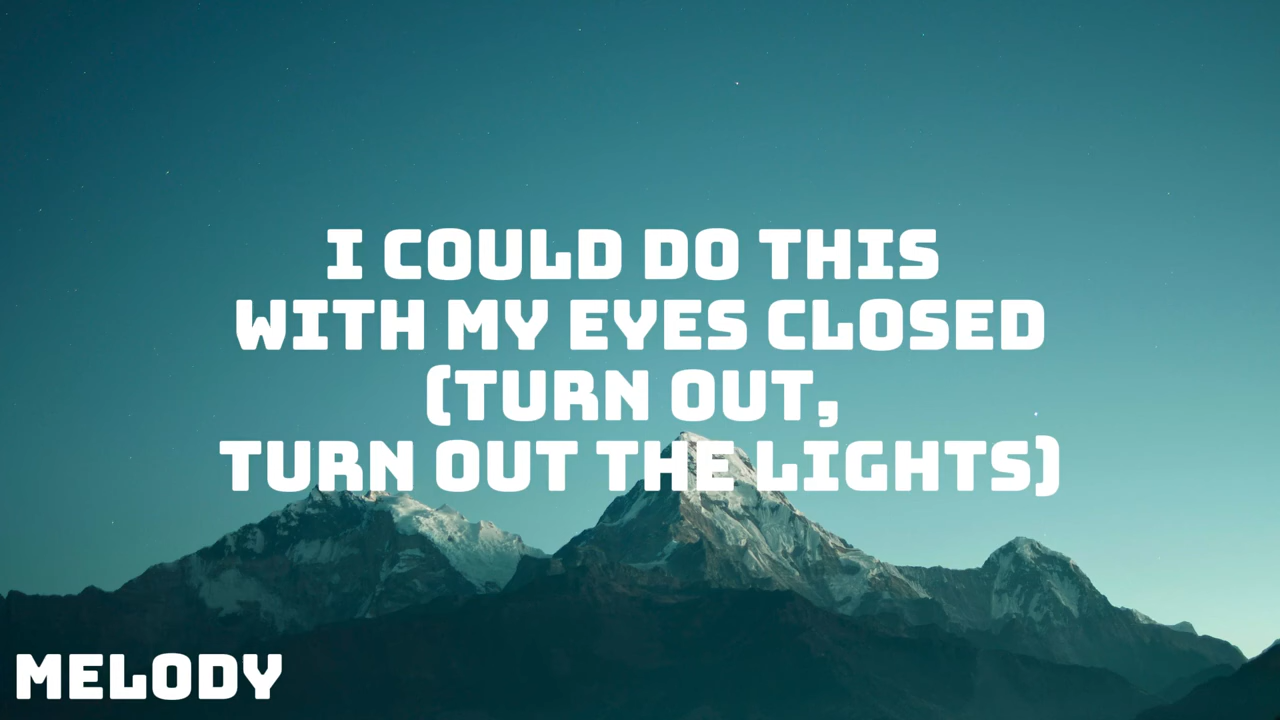 I COULD DO THIS
WITH MY EYES CLOSED
(TURN OUT,
TURN OUT THE LIGHTS)
MELODY